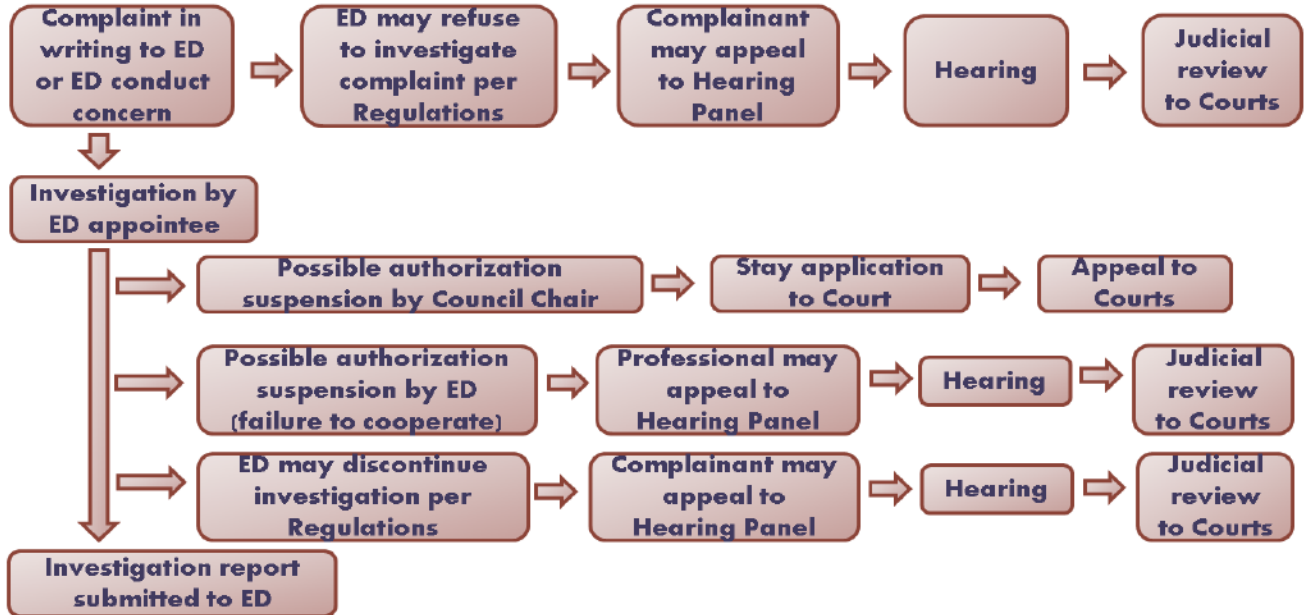 Complaint in
writing to ED
or ED conduct
concern
ED may refuse
to investigate
complaint per
Regulations
Complainant
may appeal
to Hearing
Panel
Hearing
Judicial
review
to Courts
Investigation by
ED appointee
Possible authorization
suspension by Council Chair
Stay application
to Court
Appeal to
Courts
Possible authorization
suspension by ED
(failure to cooperate)
Professional may
appeal to
Hearing Panel
Hearing
Judicial
review
to Courts
ED may discontinue
investigation per
Regulations
Complainant may
appeal to
Hearing Panel
Hearing
Judicial
review
to Courts
Investigation report
submitted to ED